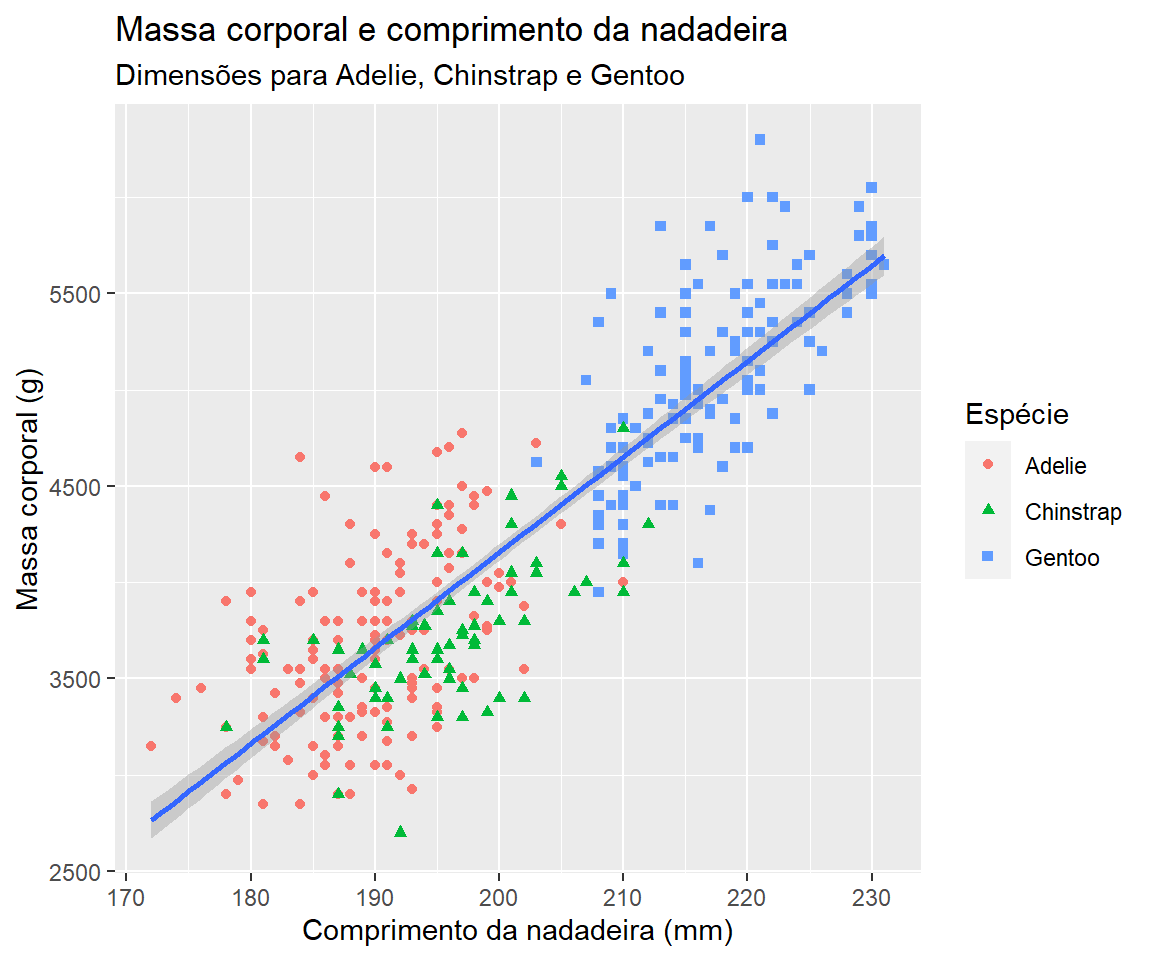 Massa corporal e comprimento da nadadeira
Dimensões para Adelie, Chinstrap e Gentoo
Massa corporal (g)
5500
4500
3500
2500
170 180 190 200 210 220 230
Comprimento da nadadeira (mm)
Espécie
Adelie
Chinstrap
Gentoo